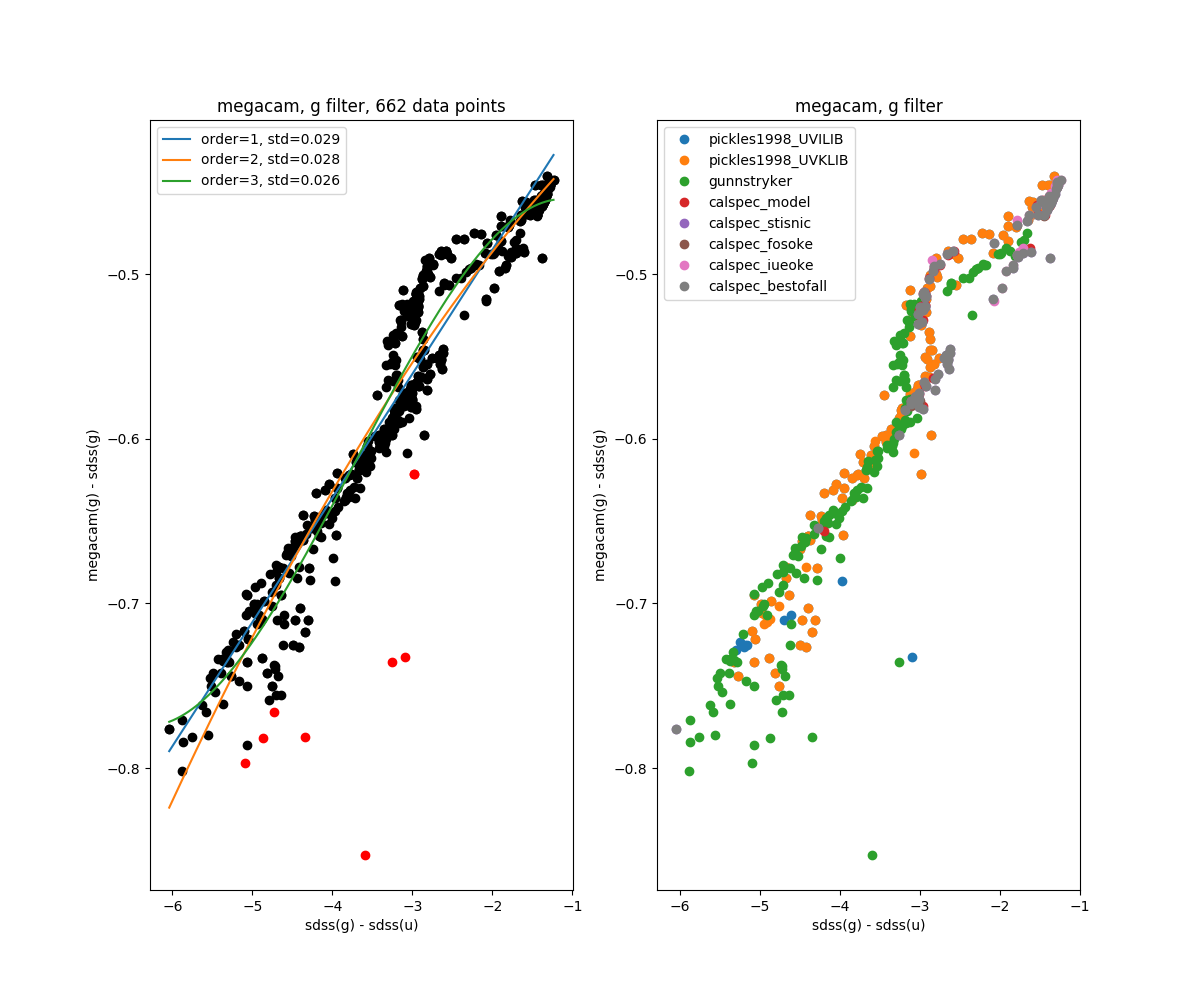 megacam, g filter, 662 data points
order=1, std=0.029
order=2, std=0.028
order=3, std=0.026
−0.5
−0.6
−0.7
−0.8
megacam(g) - sdss(g)
−6
−5
−4
−3
−2
−1
sdss(g) - sdss(u)
megacam, g filter
pickles1998_UVILIB
pickles1998_UVKLIB
gunnstryker
calspec_model
calspec_stisnic
calspec_fosoke
calspec_iueoke
calspec_bestofall
−0.5
−0.6
−0.7
−0.8
megacam(g) - sdss(g)
−6
−5
−4
−3
−2
−1
sdss(g) - sdss(u)